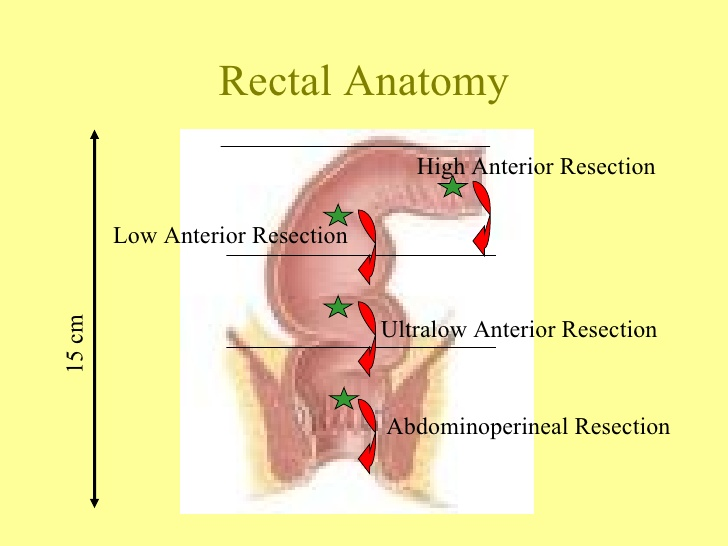 Rectal Anatomy
High Anterior Resection
Low Anterior Resection
15 cm
Ultralow Anterior Resection
Abdominoperineal Resection